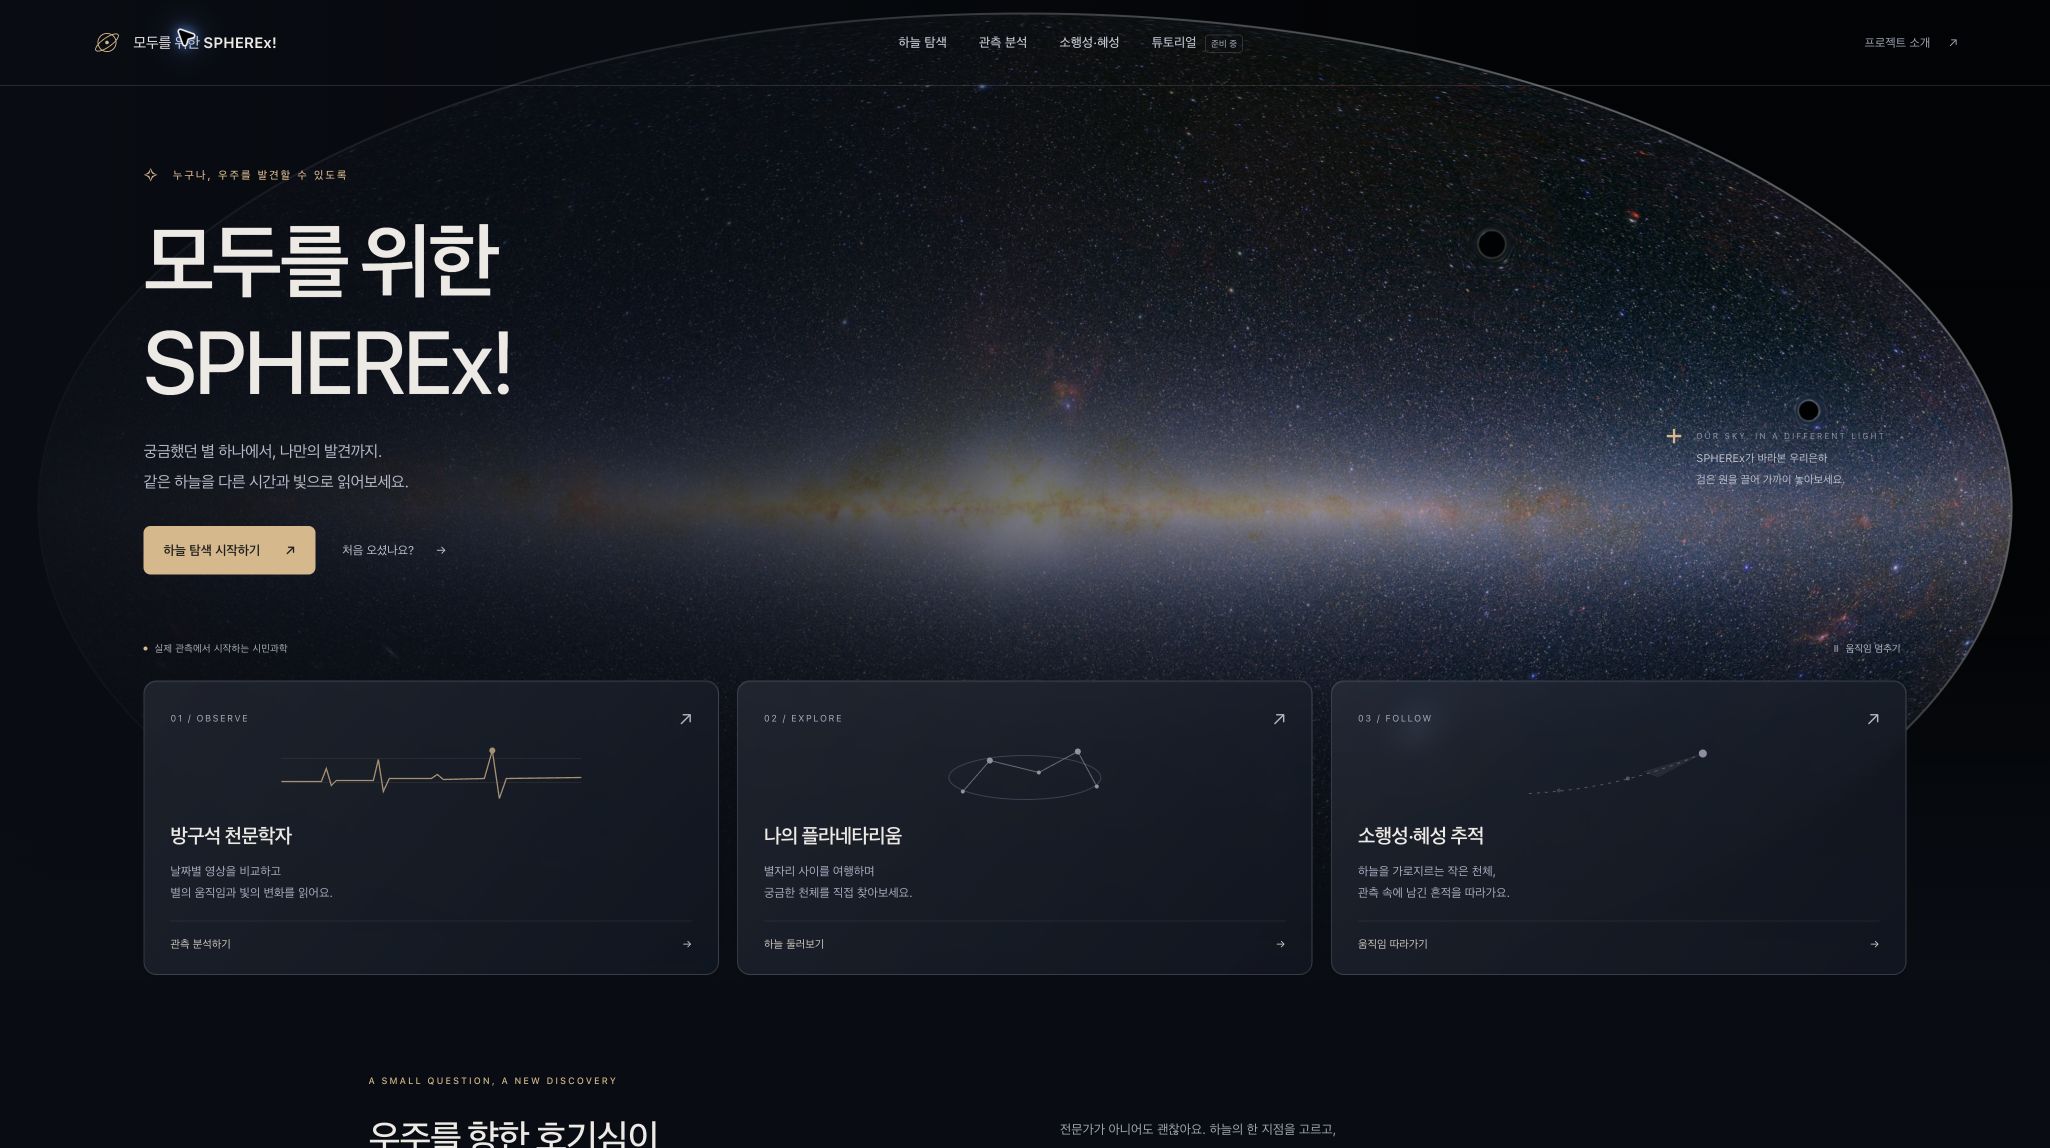 모두를 위한 SPHEREx!
하늘 탐색
관측 분석
소행성·혜성
튜토리얼
준비 중
프로젝트 소개
누구나, 우주를 발견할 수 있도록
모두를 위한
SPHEREx!
궁금했던 별 하나에서, 나만의 발견까지.
같은 하늘을 다른 시간과 빛으로 읽어보세요.
하늘 탐색 시작하기
처음 오셨나요?
OUR SKY, IN A DIFFERENT LIGHT
SPHEREx가 바라본 우리은하
검은 원을 끌어 가까이 놓아보세요.
실제 관측에서 시작하는 시민과학
움직임 멈추기
01 / OBSERVE
방구석 천문학자
날짜별 영상을 비교하고
별의 움직임과 빛의 변화를 읽어요.
관측 분석하기
02 / EXPLORE
나의 플라네타리움
별자리 사이를 여행하며
궁금한 천체를 직접 찾아보세요.
하늘 둘러보기
03 / FOLLOW
소행성·혜성 추적
하늘을 가로지르는 작은 천체,
관측 속에 남긴 흔적을 따라가요.
움직임 따라가기
A SMALL QUESTION, A NEW DISCOVERY
우주를 향한 호기심이
전문가가 아니어도 괜찮아요. 하늘의 한 지점을 고르고,